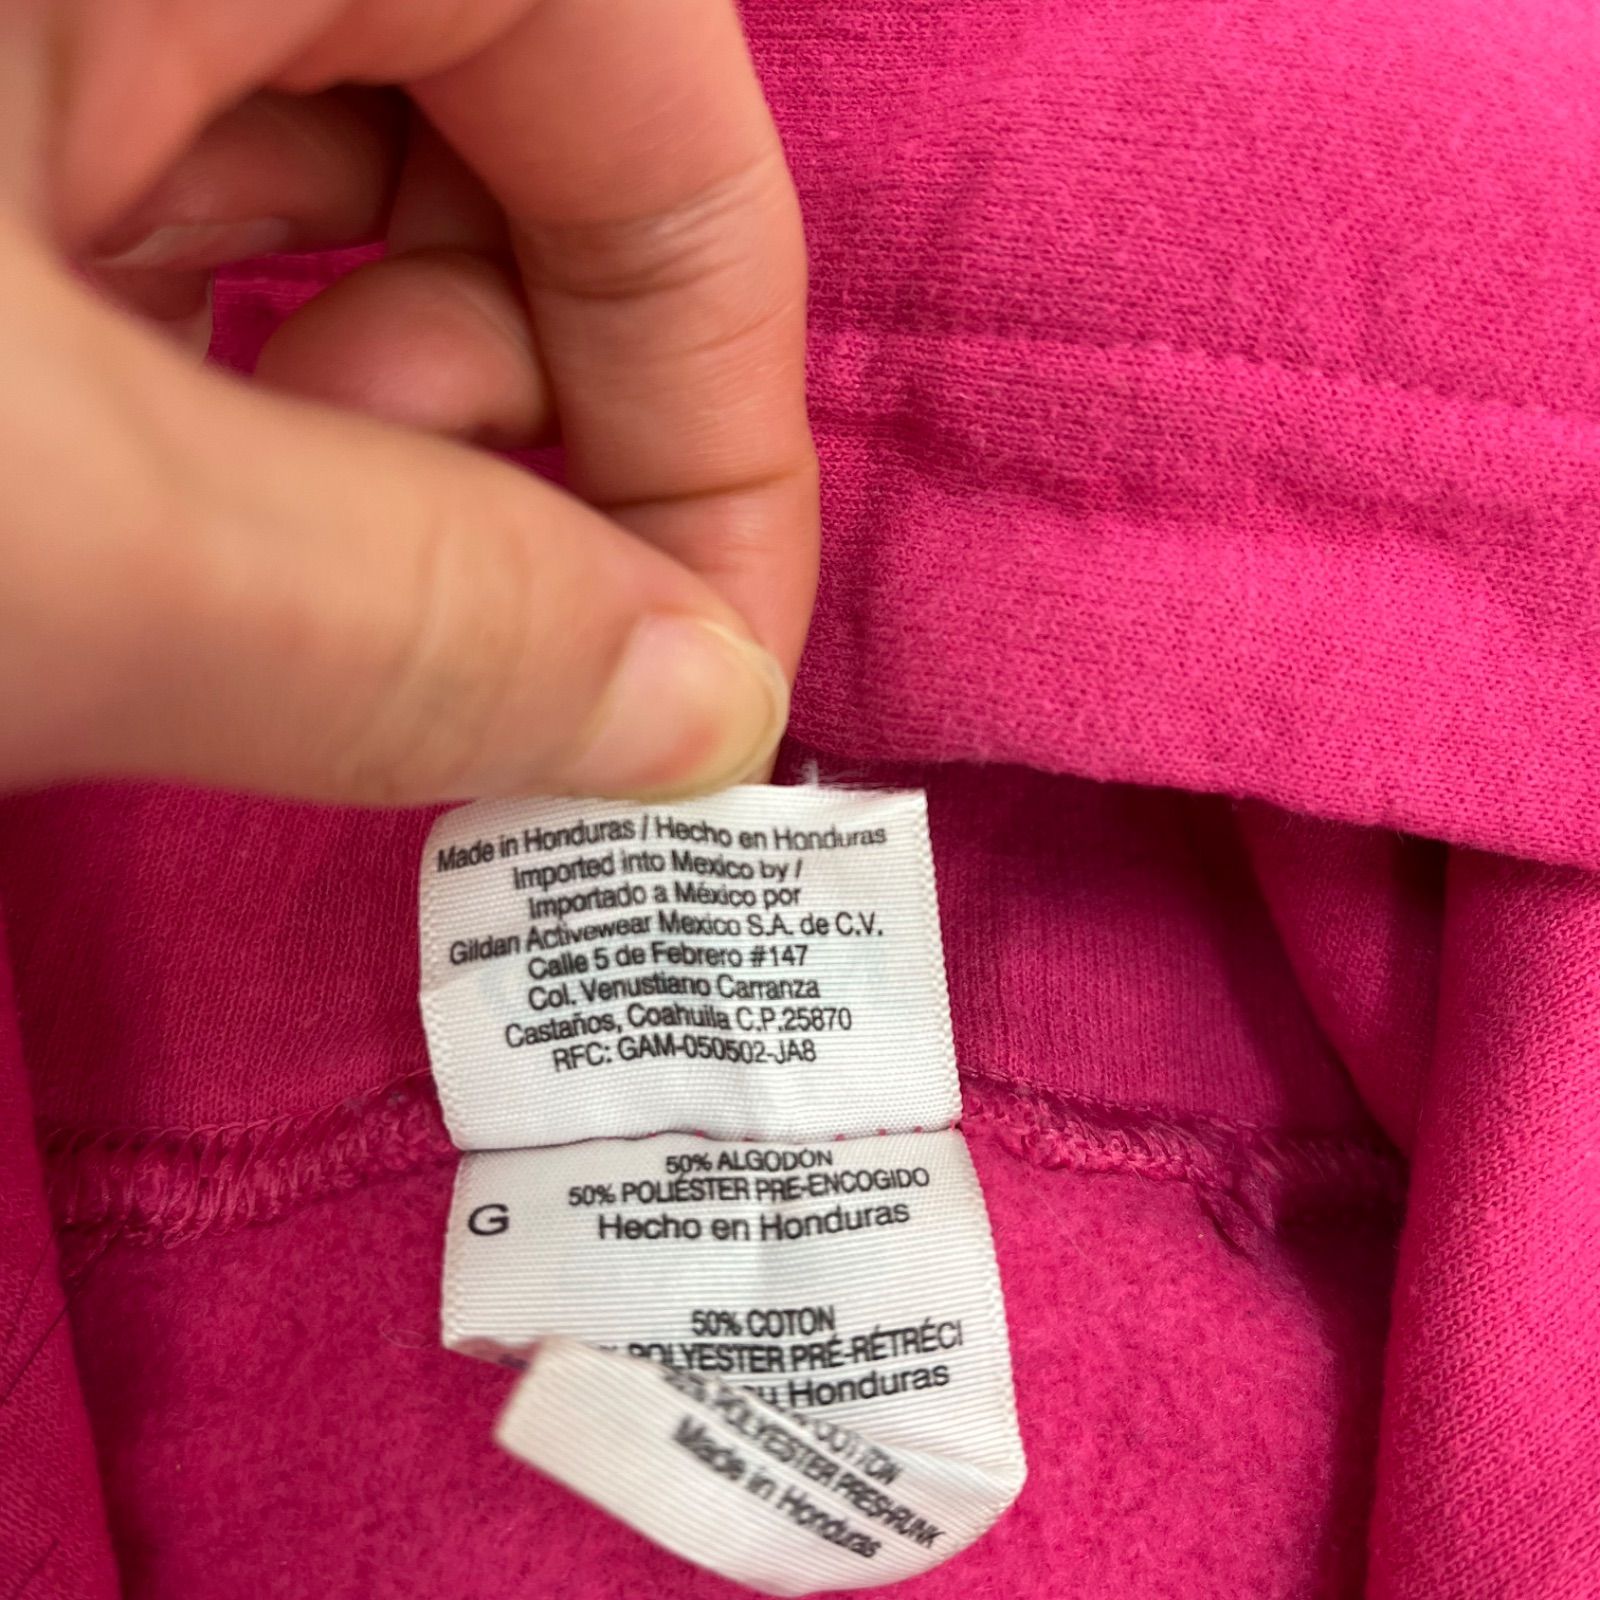 Made in Honduras / Hecho en Honduras
Imported into Mexico by /
Importado a México por
Gildan Activewear Mexico S.A. de C.V.
Calle 5 de Febrero #147
Col. Venustiano Carranza
Castaños, Coahuila C.P.25870
RFC: GAM-050502-JA8
50% ALGODÓN
50% POLIÉSTER PRE-ENCOGIDO
G
Hecho en Honduras
50% COTON
POLYESTER PRÉ-RÉTRÉCI
Honduras
COTTON
POLYESTER PRESHRUNK
Made in Honduras